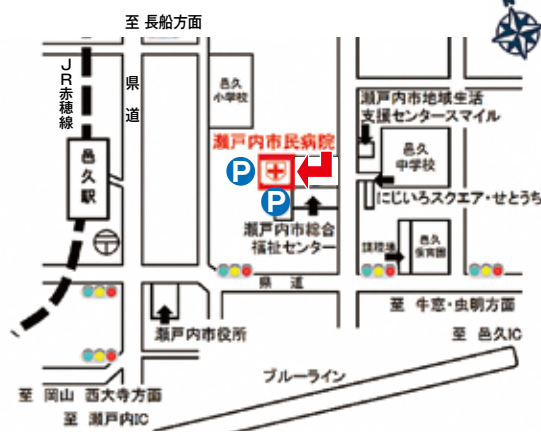 至 長船方面
JR赤穂線
県道
邑久
小学校
瀬戸内市地域生活
支援センタースマイル
瀬戸内市民病院
邑久
中学校
邑久駅
P
にじいろスクエア・せとうち
P
瀬戸内市総合
福祉センター
邑久
保育園
県 道
至 牛窓・虫明方面
瀬戸内市役所
至 邑久IC
ブルーライン
至 岡山 西大寺方面
至 瀬戸内IC